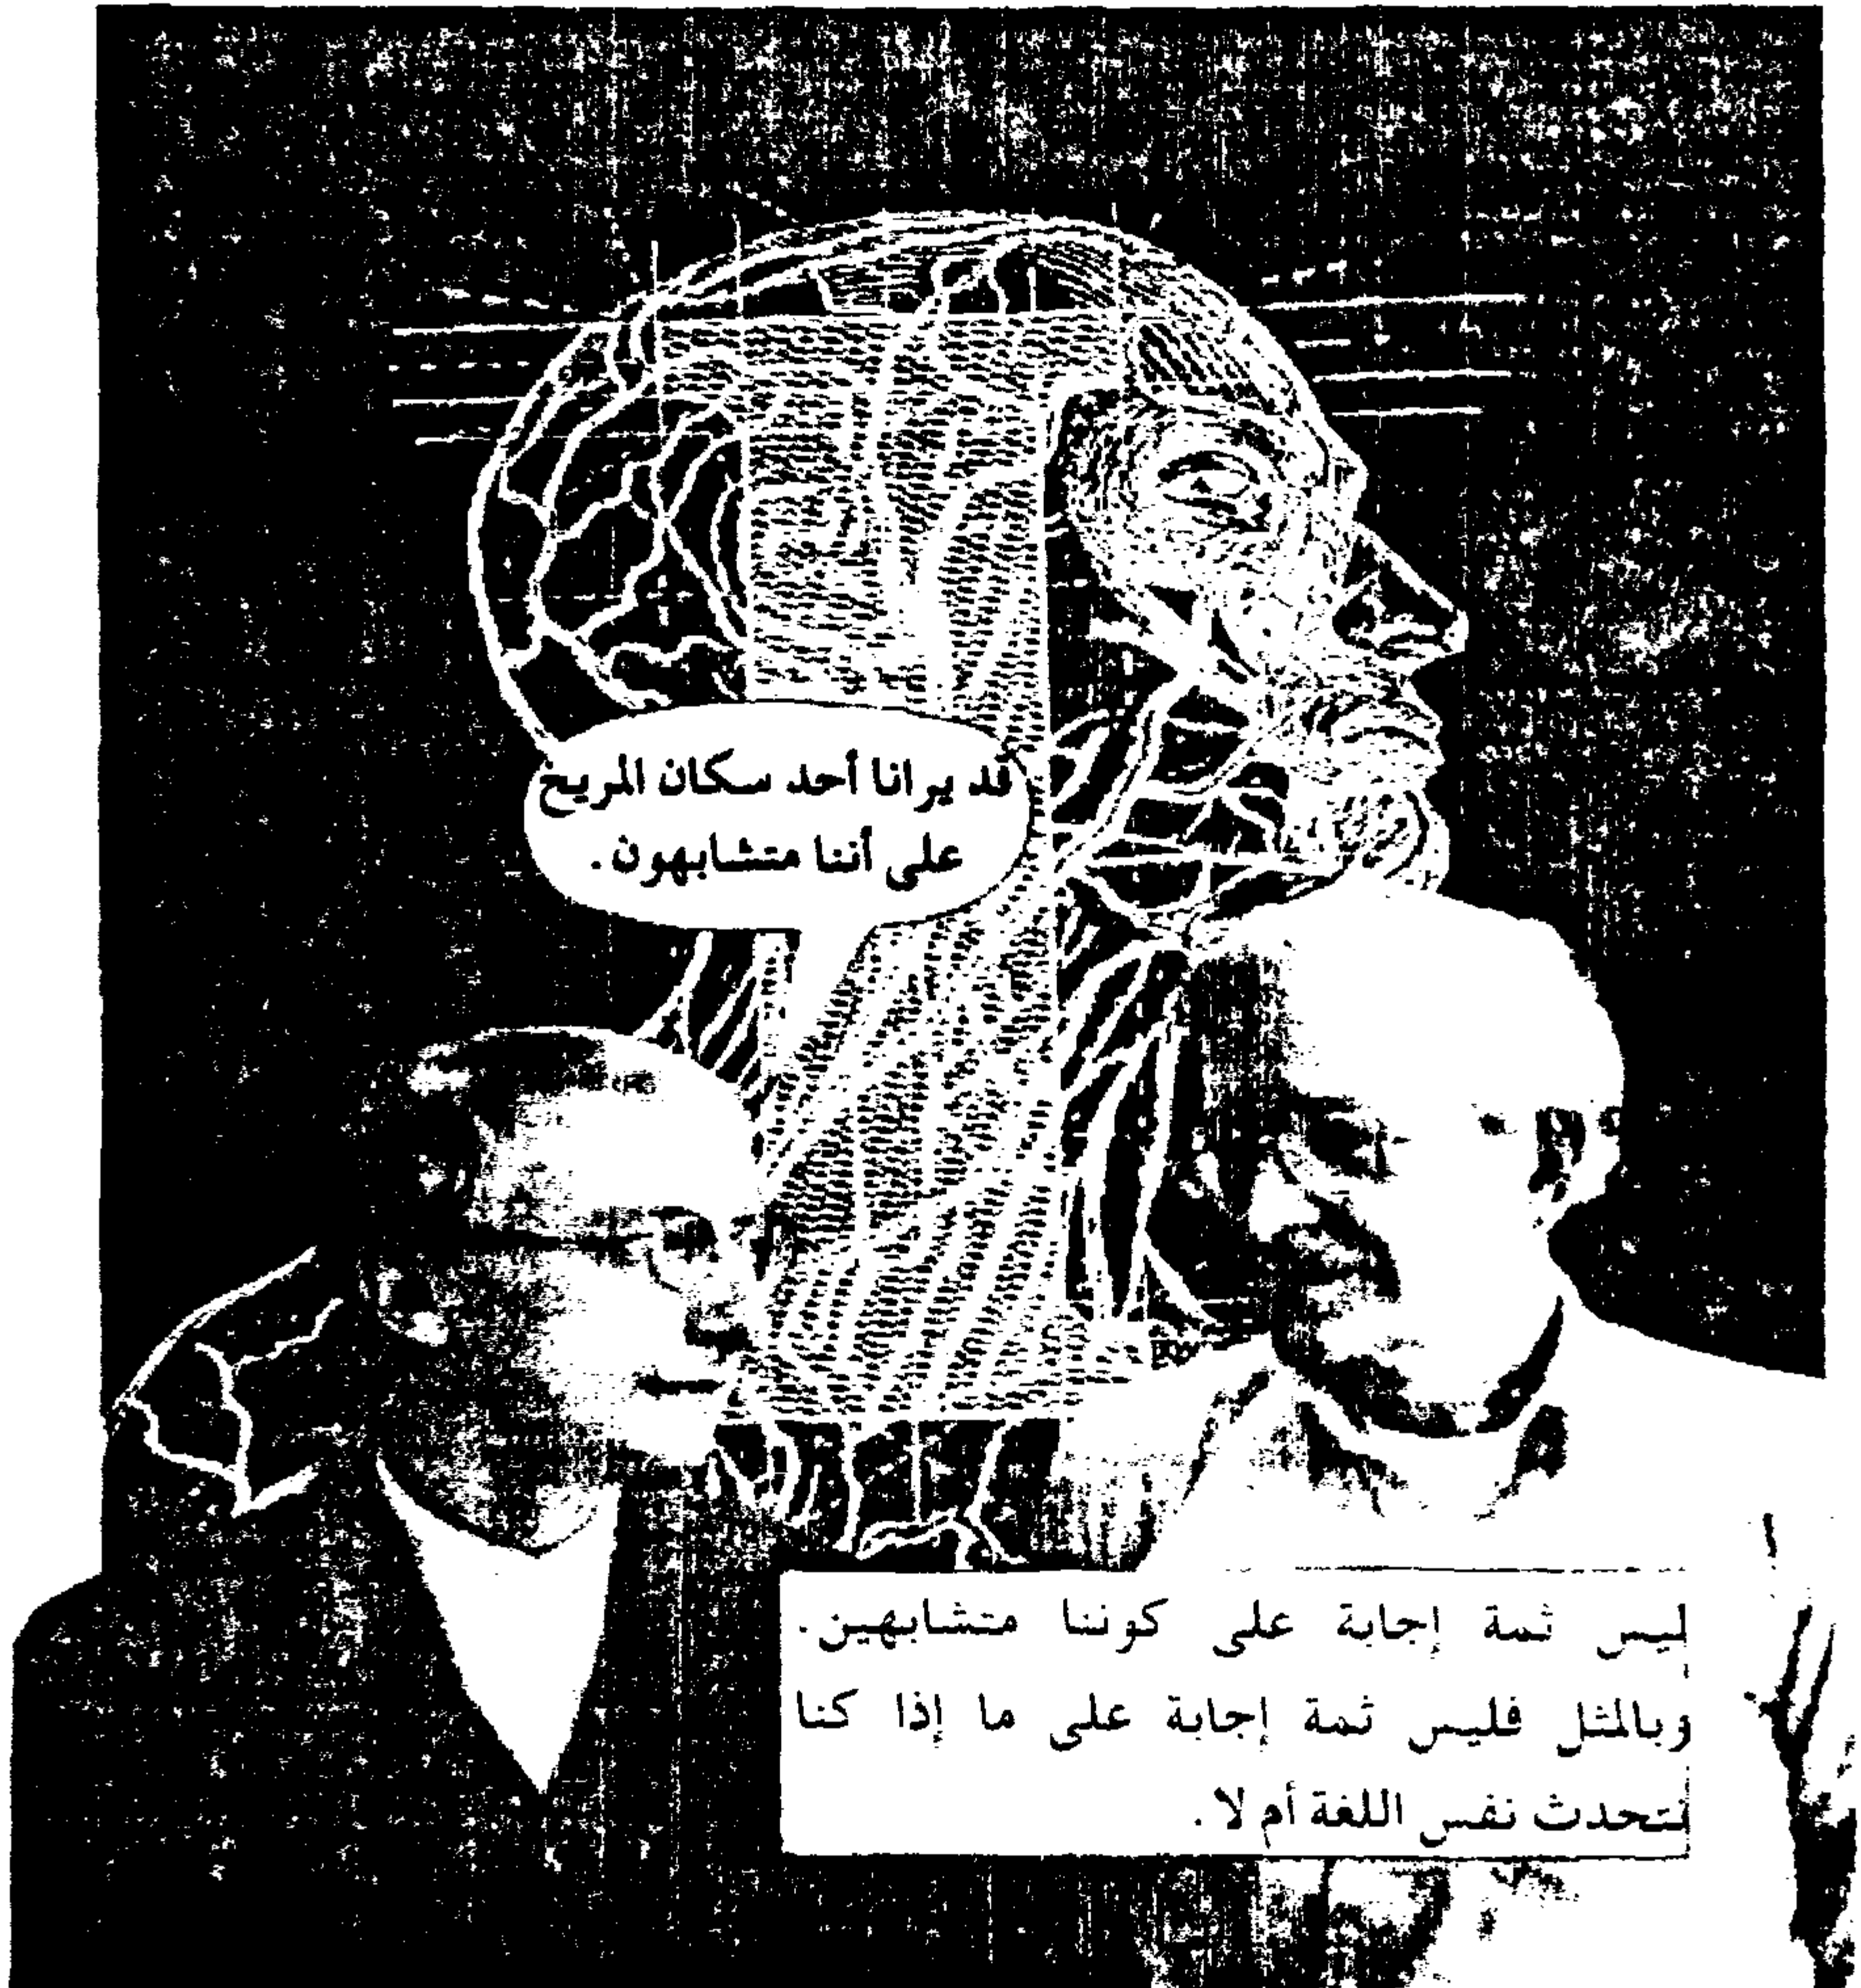 قد يرانا أحد سكان المريخ
على أننا متشابهون.
ليس ثمة إجابة على كوننا متشابهين.
وبالمثل فليس ثمة إجابة على ما إذا كنا
نتحدث نفس اللغة أم لا.